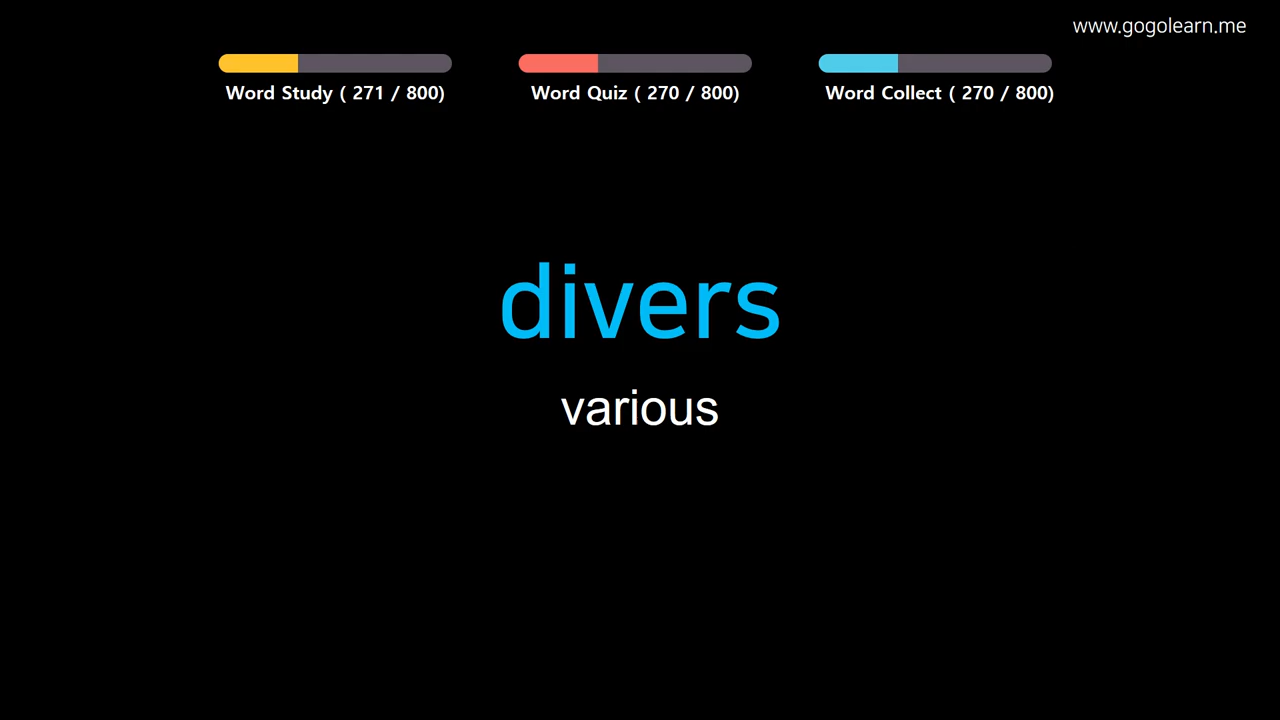 www.gogolearn.me
Word Study ( 271 / 800)
Word Quiz ( 270 / 800)
Word Collect ( 270 / 800)
divers
various